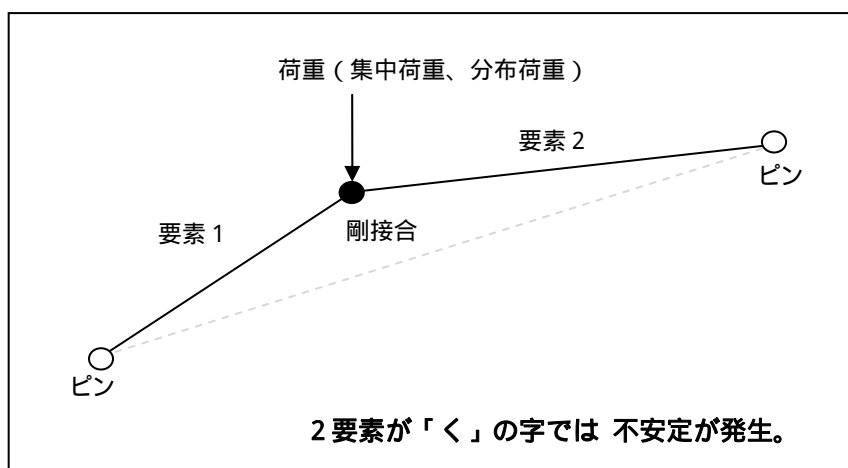 荷重(集中荷重、分布荷重)
要素2
ピン
剛接合
要素1
ピン
2要素が「く」の字では 不安定が発生。